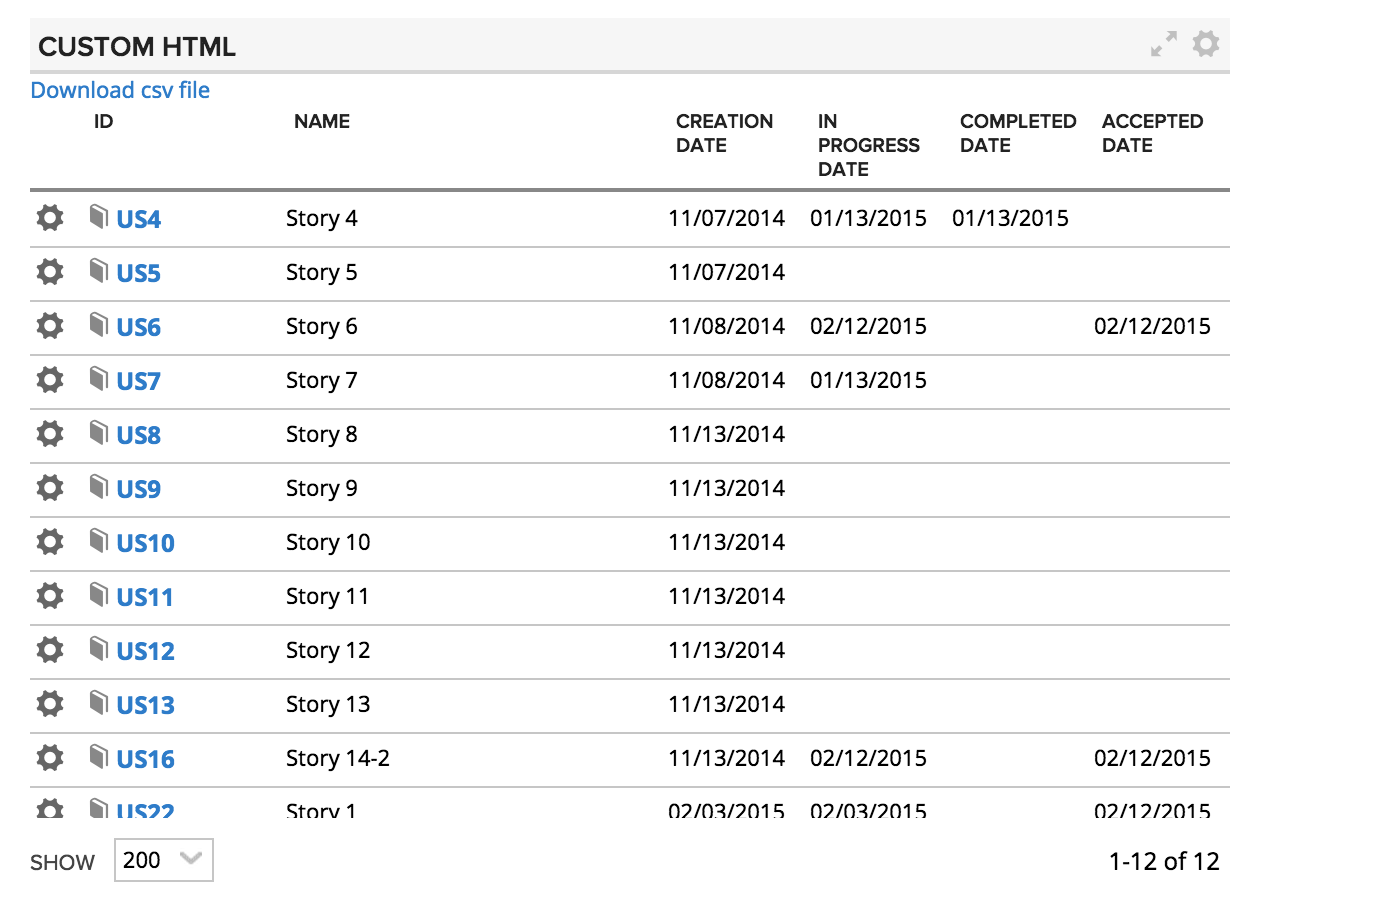 CUSTOM HTML
Download csv file
ID NAME CREATION DATE IN PROGRESS DATE COMPLETED DATE ACCEPTED DATE
US4 Story 4 11/07/2014 01/13/2015 01/13/2015
US5 Story 5 11/07/2014
US6 Story 6 11/08/2014 02/12/2015 02/12/2015
US7 Story 7 11/08/2014 01/13/2015
US8 Story 8 11/13/2014
US9 Story 9 11/13/2014
US10 Story 10 11/13/2014
US11 Story 11 11/13/2014
US12 Story 12 11/13/2014
US13 Story 13 11/13/2014
US16 Story 14-2 11/13/2014 02/12/2015 02/12/2015
US22 Story 1 02/03/2015 02/03/2015 02/12/2015
SHOW 200 1-12 of 12